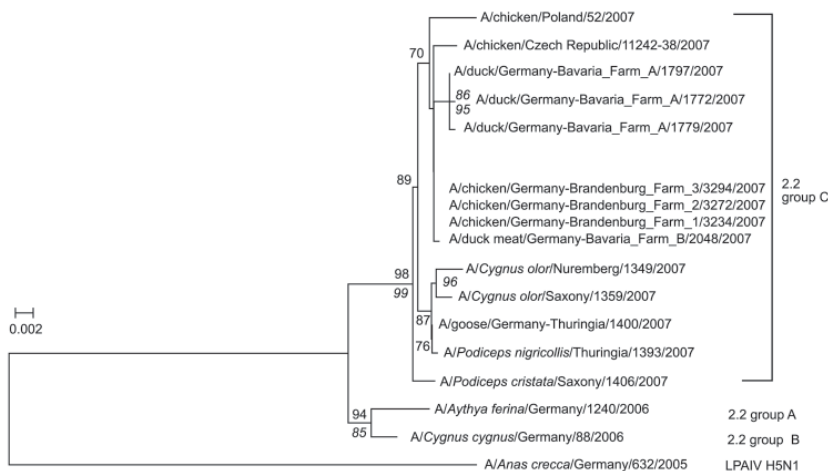 A/chicken/Poland/52/2007
70
A/chicken/Czech Republic/11242-38/2007
A/duck/Germany-Bavaria_Farm_A/1797/2007
86
95
A/duck/Germany-Bavaria_Farm_A/1772/2007
A/duck/Germany-Bavaria_Farm_A/1779/2007
89
A/chicken/Germany-Brandenburg_Farm_3/3294/2007
2.2
group C
A/chicken/Germany-Brandenburg_Farm_2/3272/2007
A/chicken/Germany-Brandenburg_Farm_1/3234/2007
A/duck meat/Germany-Bavaria_Farm_B/2048/2007
98
99
A/Cygnus olor/Nuremberg/1349/2007
96
A/Cygnus olor/Saxony/1359/2007
0.002
87
A/goose/Germany-Thuringia/1400/2007
76
A/Podiceps nigricollis/Thuringia/1393/2007
A/Podiceps cristata/Saxony/1406/2007
94
85
A/Aythya ferina/Germany/1240/2006
2.2 group A
A/Cygnus cygnus/Germany/88/2006
2.2 group B
A/Anas crecca/Germany/632/2005
LPAIV H5N1